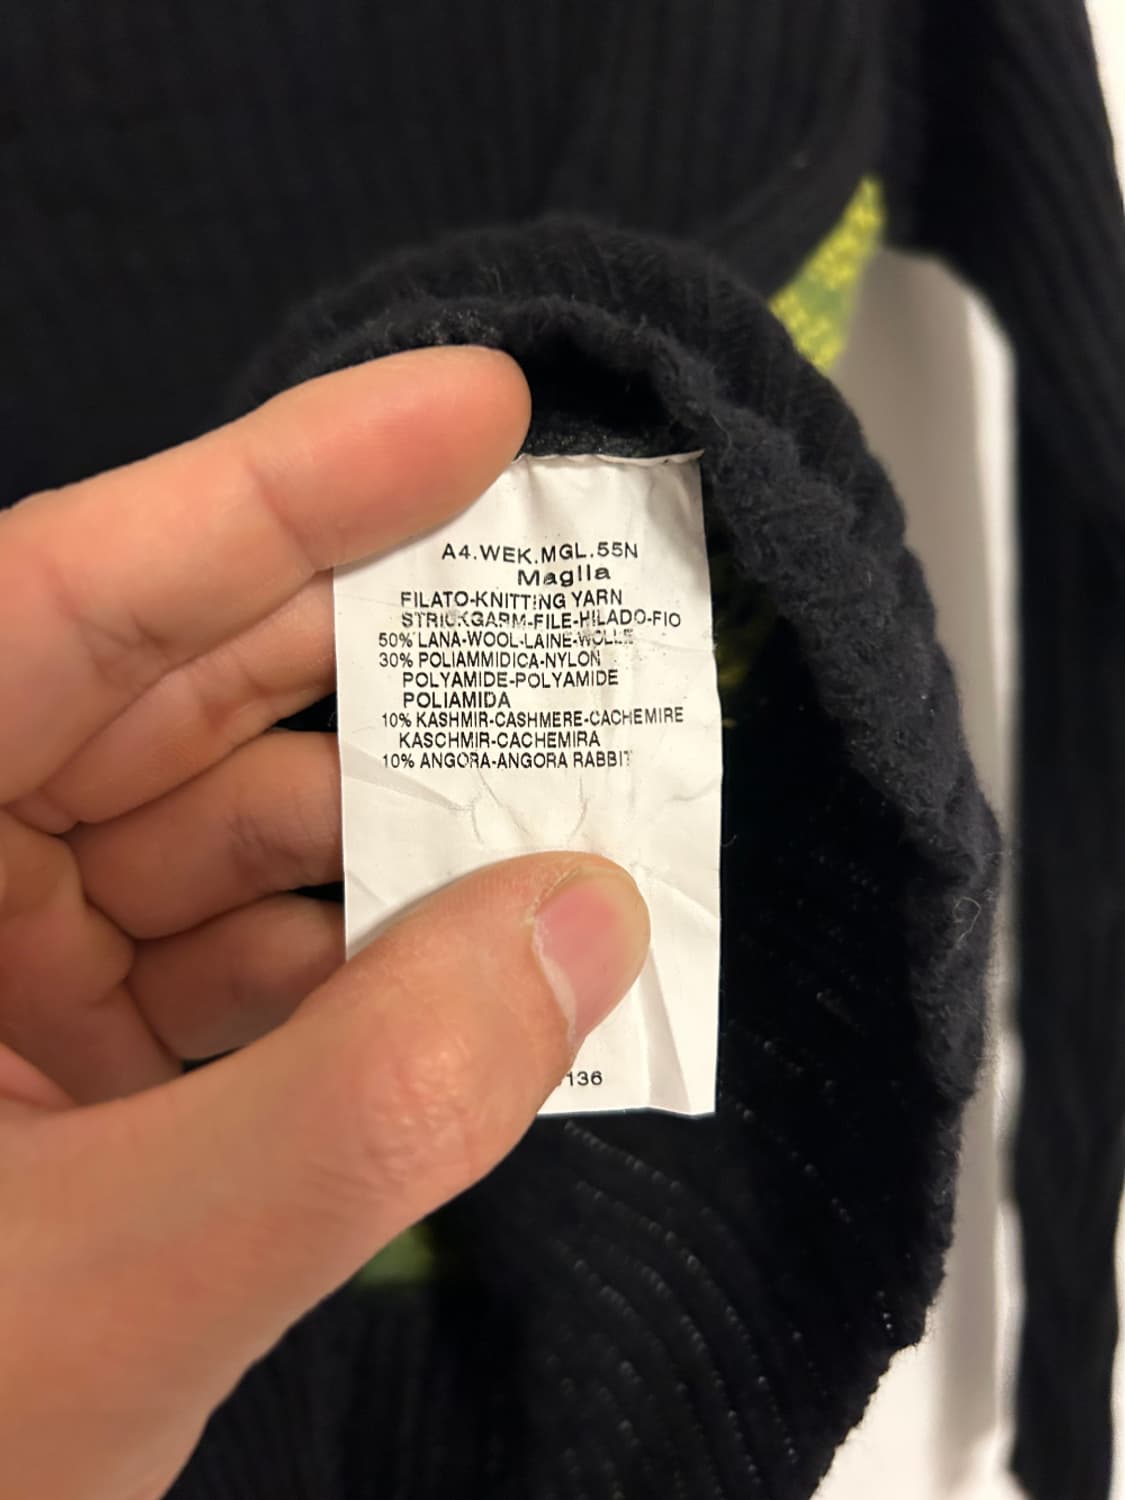 A4.WEK.MGL.55N
Maglia
FILATO-KNITTING YARN
STRICKGARM-FILE-HILADO-FIO
50% LANA-WOOL-LAINE-WOLLE
30% POLIAMMIDICA-NYLON
POLYAMIDE-POLYAMIDE
POLIAMIDA
10% KASHMIR-CASHMERE-CACHEMIRE
KASCHMIR-CACHEMIRA
10% ANGORA-ANGORA RABBIT
136